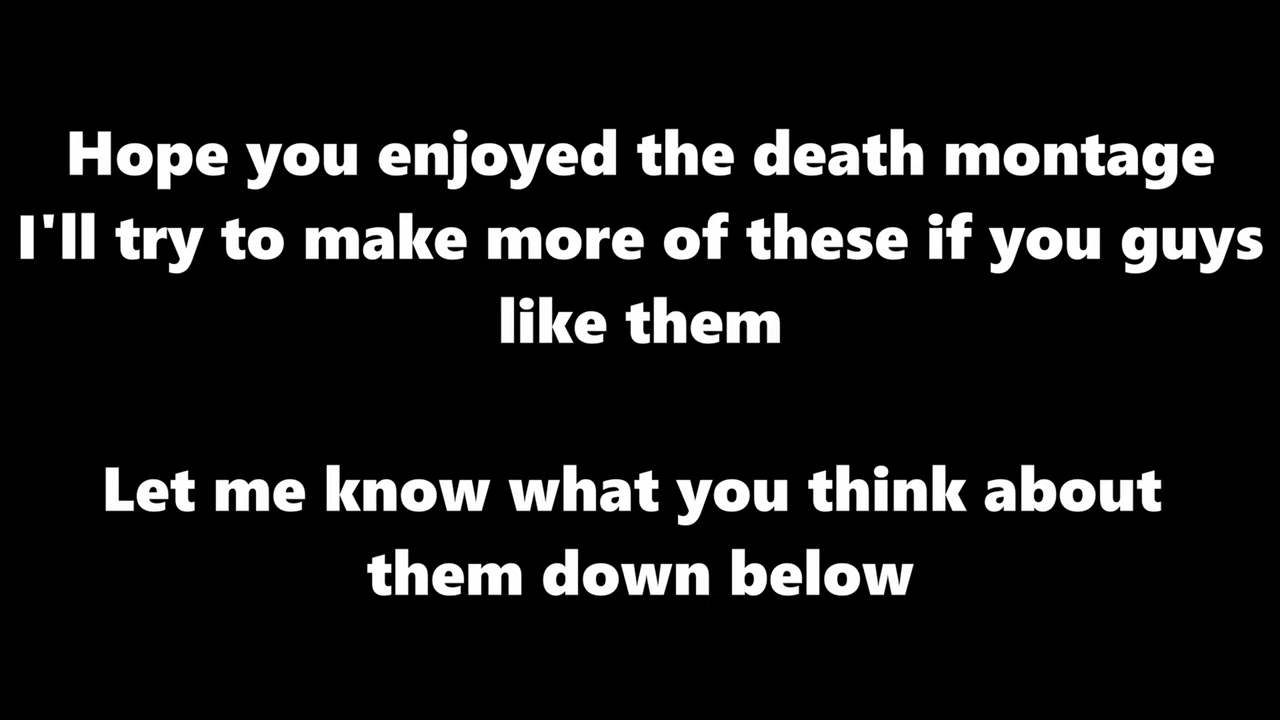 Hope you enjoyed the death montage
I'll try to make more of these if you guys
like them
Let me know what you think about
them down below